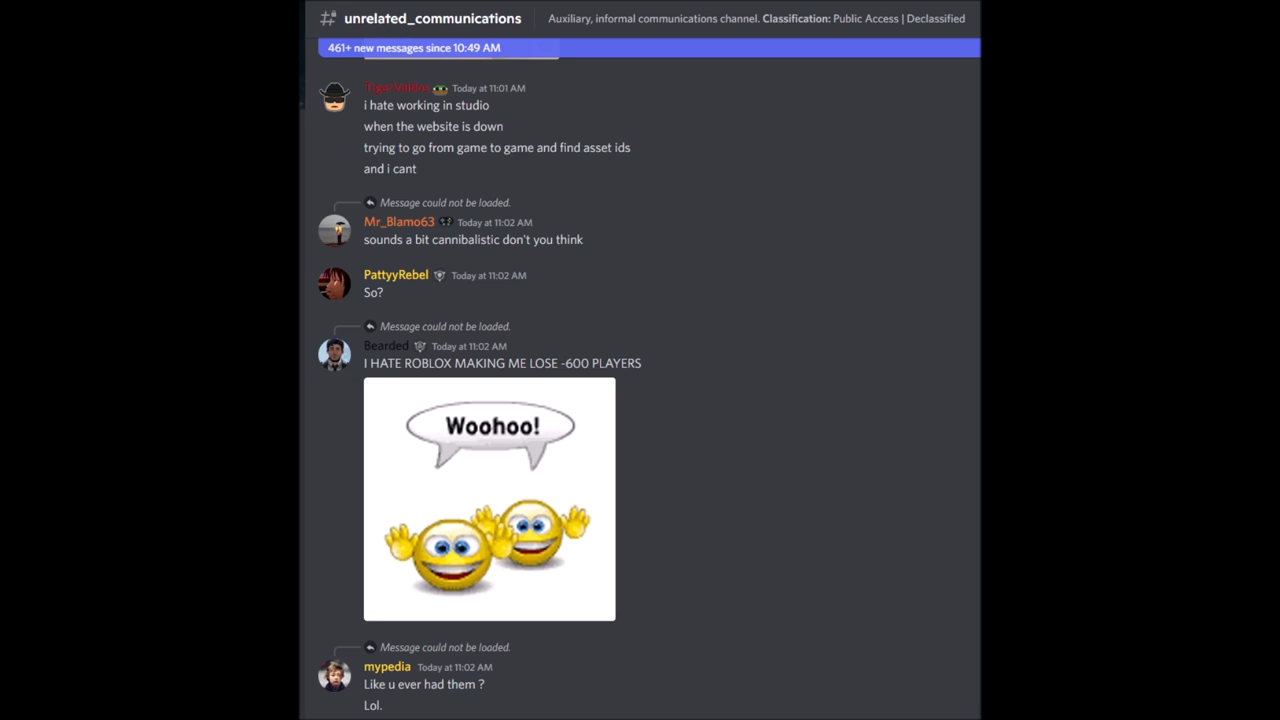 unrelated_communications
Auxiliary, informal communications channel. Classification: Public Access | Declassified
461+ new messages since 10:49 AM
Today at 11:01 AM
i hate working in studio
when the website is down
trying to go from game to game and find asset ids
and i cant
Message could not be loaded.
Mr_Blamo63 Today at 11:02 AM
sounds a bit cannibalistic don't you think
PattyyRebel Today at 11:02 AM
So?
Message could not be loaded.
Bearded Today at 11:02 AM
I HATE ROBLOX MAKING ME LOSE -600 PLAYERS
Woohoo!
Message could not be loaded.
mypedia Today at 11:02 AM
Like u ever had them ?
Lol.